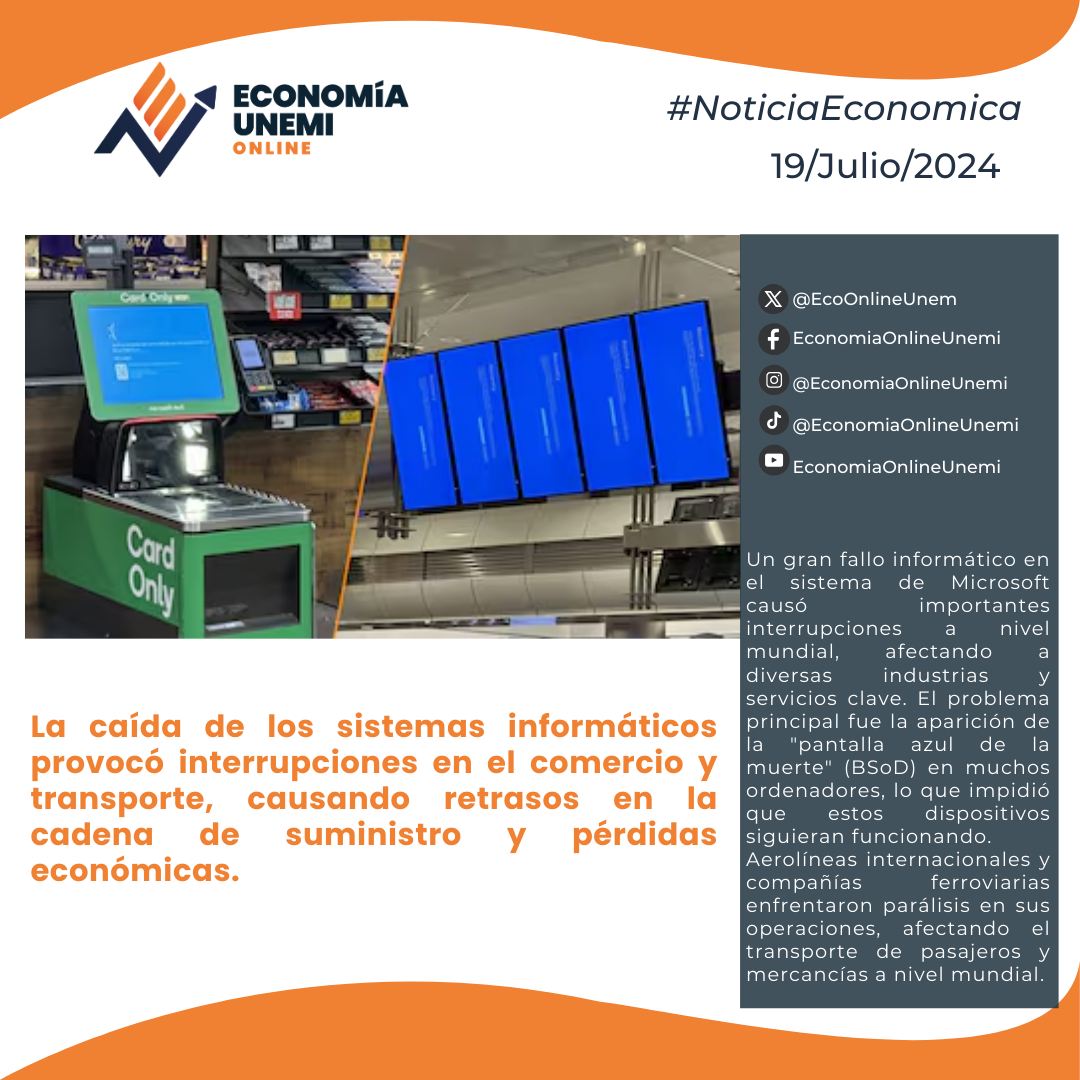 ECONOMÍA
UNEMI
ONLINE
#NoticiaEconomica
19/Julio/2024
Card Only
Card
Only
@EcoOnlineUnem
EconomiaOnlineUnemi
@EconomiaOnlineUnemi
@EconomiaOnlineUnemi
EconomiaOnlineUnemi
Un gran fallo informático en
el sistema de Microsoft
causó importantes
interrupciones a nivel
mundial, afectando a
diversas industrias y
servicios clave. El problema
principal fue la aparición de
la "pantalla azul de la
muerte" (BSoD) en muchos
ordenadores, lo que impidió
que estos dispositivos
siguieran funcionando.
Aerolíneas internacionales y
compañías ferroviarias
enfrentaron parálisis en sus
operaciones, afectando el
transporte de pasajeros y
mercancías a nivel mundial.
La caída de los sistemas informáticos
provocó interrupciones en el comercio y
transporte, causando retrasos en la
cadena de suministro y pérdidas
económicas.